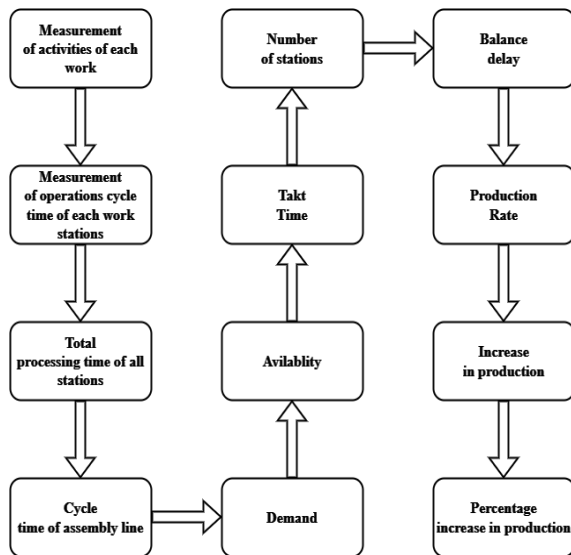 Measurement
of activities of each
work
Measurement
of operations cycle
time of each work
stations
Total
processing time of all
stations
Cycle
time of assembly line
Demand
Avilablity
Takt
Time
Number
of stations
Balance
delay
Production
Rate
Increase
in production
Percentage
increase in production